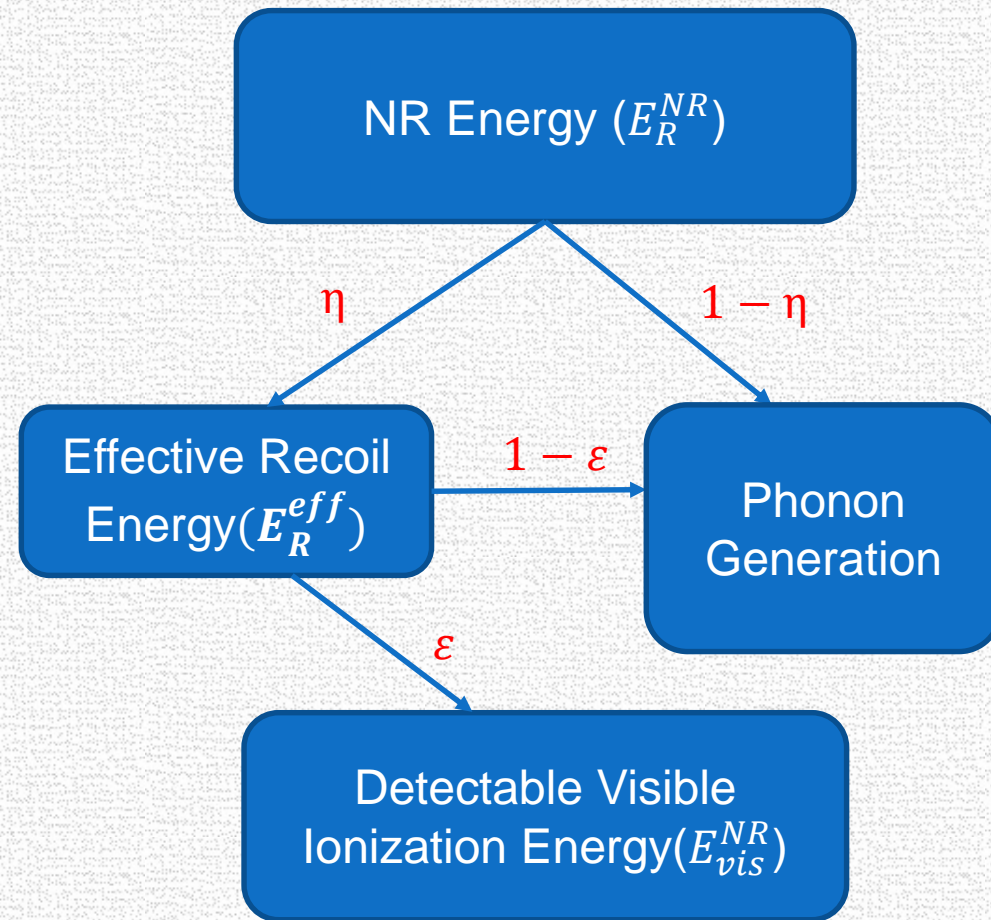 NR Energy (E_R^{NR})
η
1 − η
Effective Recoil
Energy(E_R^{eff})
1 − ε
Phonon
Generation
ε
Detectable Visible
Ionization Energy(E_{vis}^{NR})